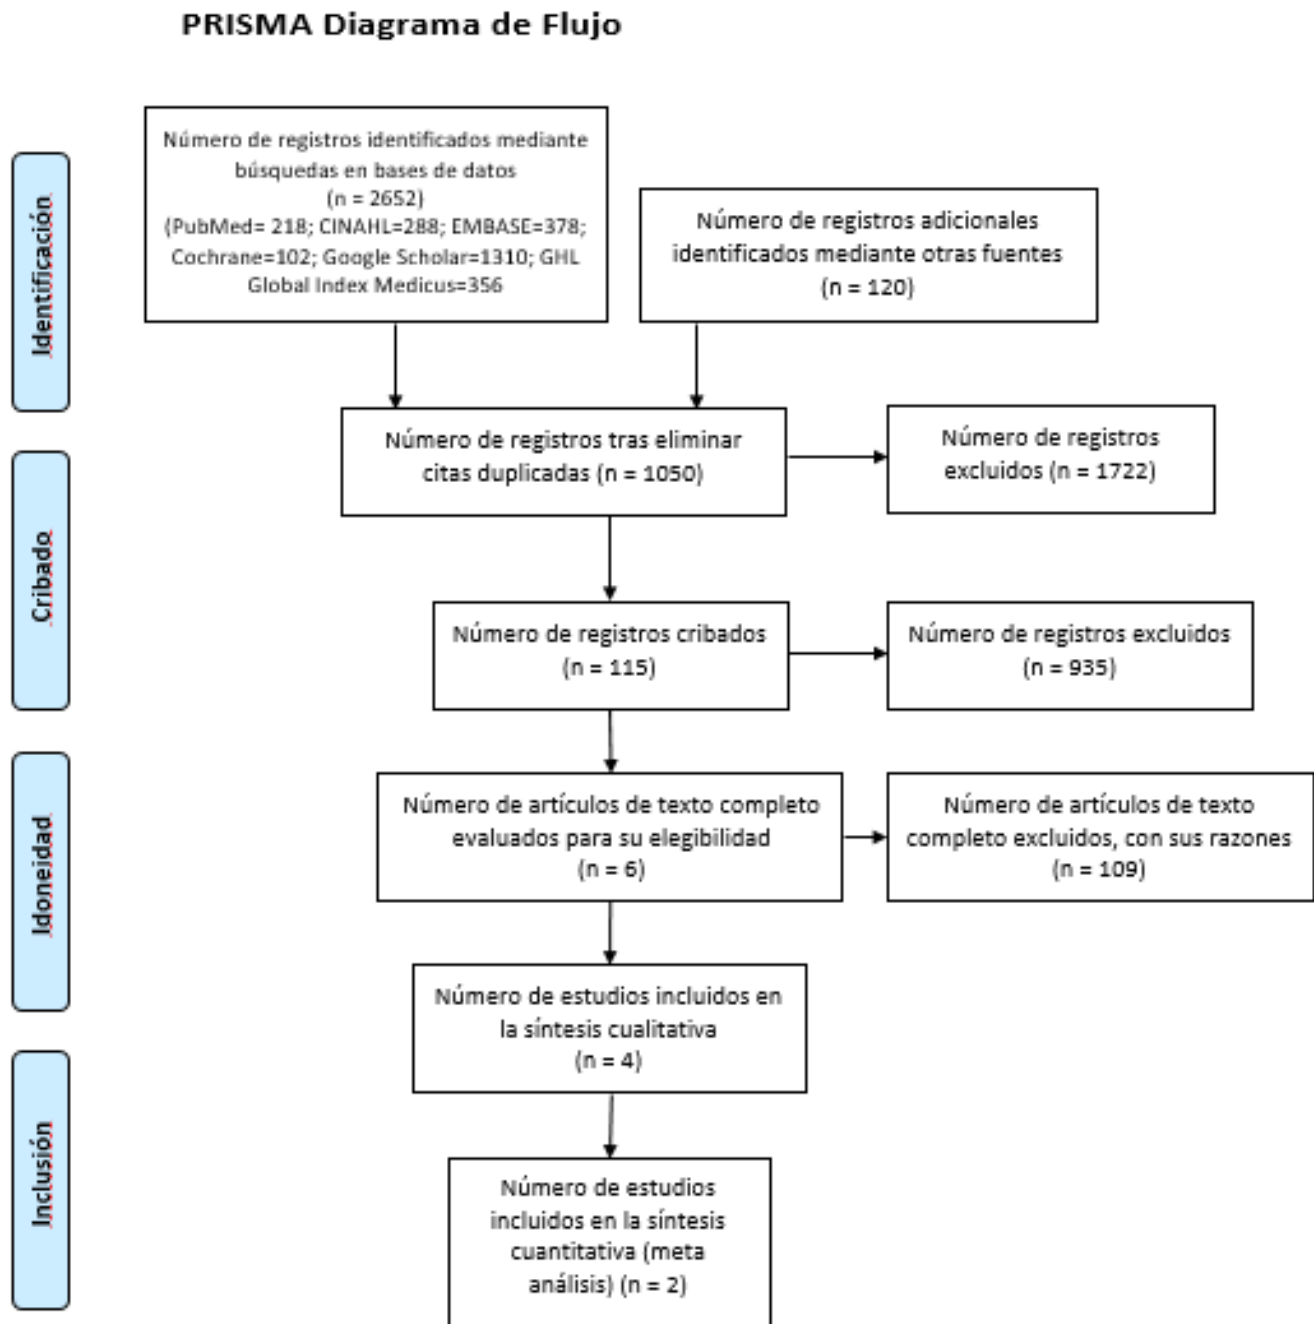 PRISMA Diagrama de Flujo
Identificación
Número de registros identificados mediante
búsquedas en bases de datos
(n = 2652)
(PubMed= 218; CINAHL=288; EMBASE=378;
Cochrane=102; Google Scholar=1310; GHL
Global Index Medicus=356
Número de registros adicionales
identificados mediante otras fuentes
(n = 120)
Número de registros tras eliminar
citas duplicadas (n = 1050)
Número de registros
excluidos (n = 1722)
Cribado
Número de registros cribados
(n = 115)
Número de registros excluidos
(n = 935)
Idoneidad
Número de artículos de texto completo
evaluados para su elegibilidad
(n = 6)
Número de artículos de texto
completo excluidos, con sus razones
(n = 109)
Número de estudios incluidos en
la síntesis cualitativa
(n = 4)
Inclusión
Número de estudios
incluidos en la síntesis
cuantitativa (meta
análisis) (n = 2)